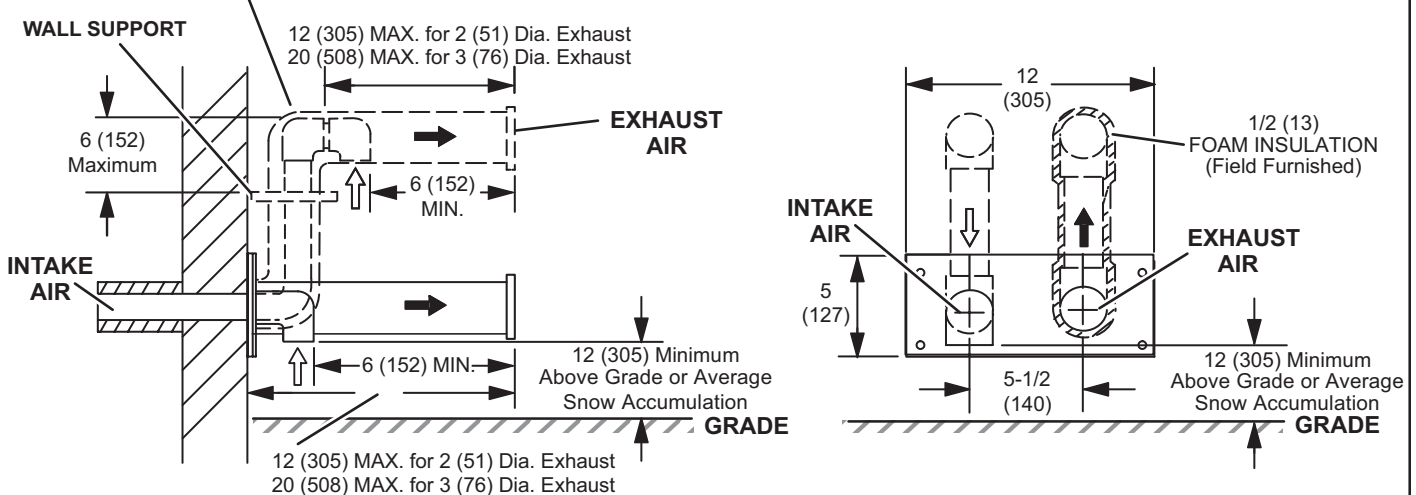 WALL SUPPORT
12 (305) MAX. for 2 (51) Dia. Exhaust
20 (508) MAX. for 3 (76) Dia. Exhaust
6 (152)
Maximum
EXHAUST
AIR
6 (152)
MIN.
INTAKE
AIR
6 (152) MIN.
12 (305) Minimum
Above Grade or Average
Snow Accumulation
GRADE
12 (305) MAX. for 2 (51) Dia. Exhaust
20 (508) MAX. for 3 (76) Dia. Exhaust
12
(305)
1/2 (13)
FOAM INSULATION
(Field Furnished)
INTAKE
AIR
EXHAUST
AIR
5
(127)
5-1/2
(140)
12 (305) Minimum
Above Grade or Average
Snow Accumulation
GRADE